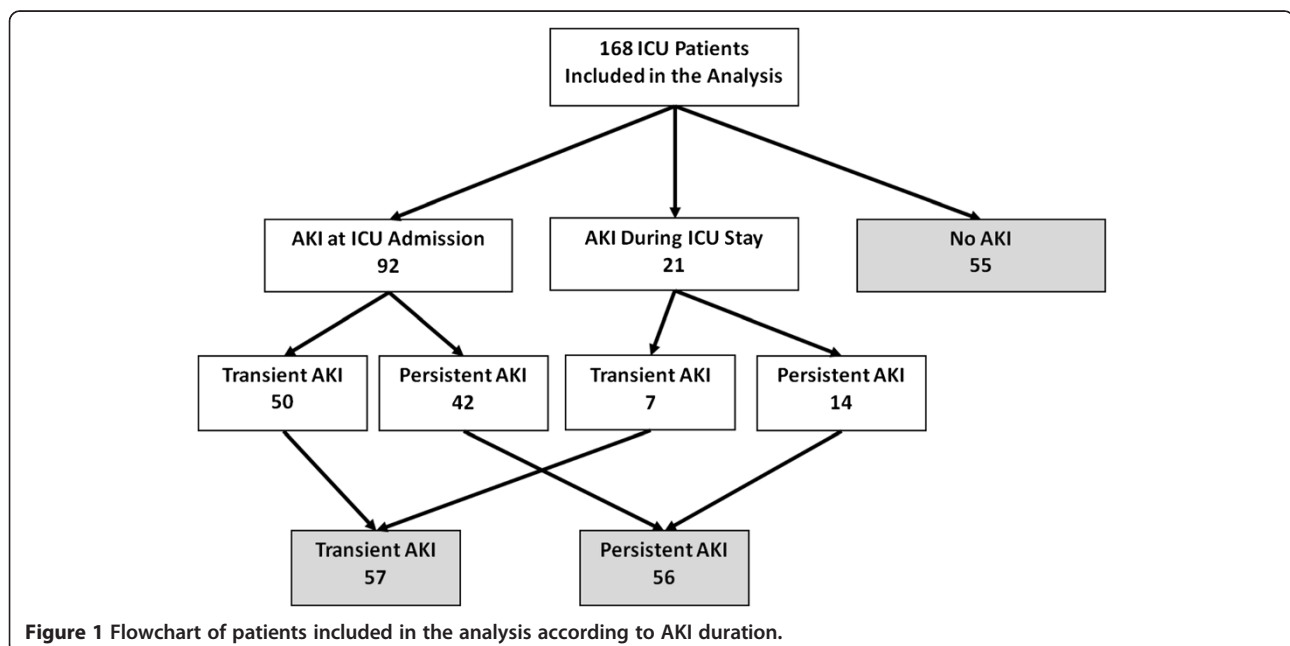 168 ICU Patients
Included in the Analysis
AKI at ICU Admission
92
AKI During ICU Stay
21
No AKI
55
Transient AKI
50
Persistent AKI
42
Transient AKI
7
Persistent AKI
14
Transient AKI
57
Persistent AKI
56
Figure 1 Flowchart of patients included in the analysis according to AKI duration.